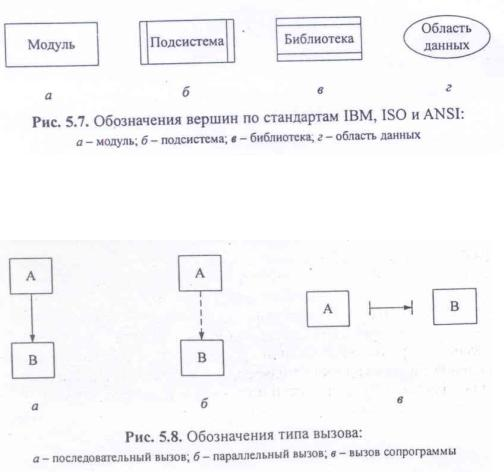 Модуль
Подсистема
Библиотека
Область
данных
а
б
в
г
Рис. 5.7. Обозначения вершин по стандартам IBM, ISO и ANSI:
а – модуль; б – подсистема; в – библиотека; г – область данных
А
А
А
В
В
В
а
б
в
Рис. 5.8. Обозначения типа вызова:
а – последовательный вызов; б – параллельный вызов; в – вызов сопрограммы